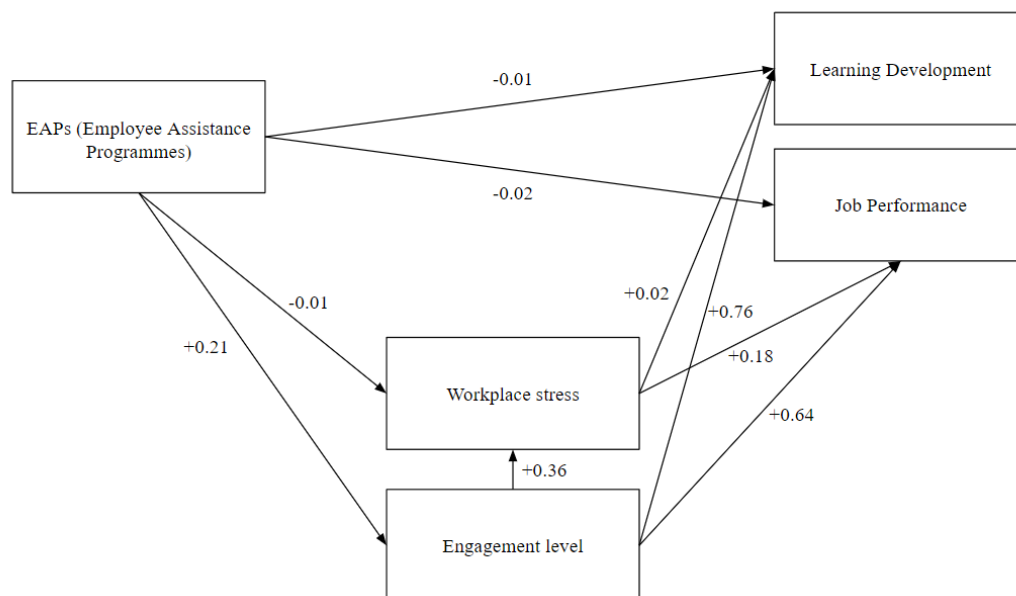 Learning Development
-0.01
EAPs (Employee Assistance
Programmes)
-0.02
Job Performance
-0.01
+0.02
+0.76
+0.21
+0.18
Workplace stress
+0.64
+0.36
Engagement level